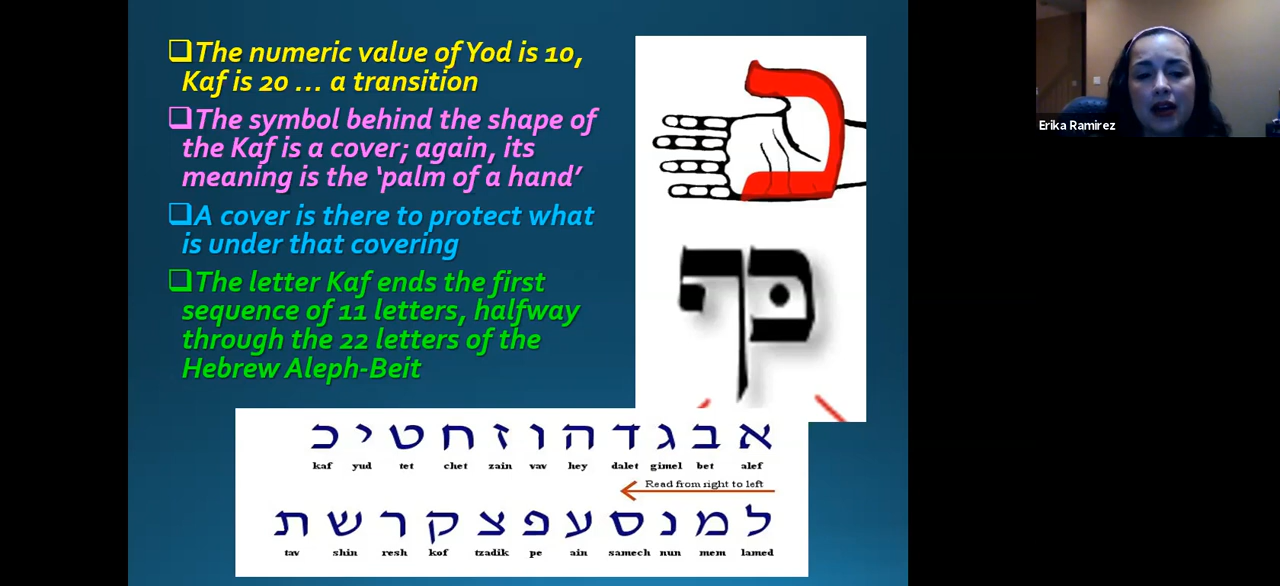 ❑The numeric value of Yod is 10,
Kaf is 20 … a transition
❑The symbol behind the shape of
the Kaf is a cover; again, its
meaning is the ‘palm of a hand’
❑A cover is there to protect what
is under that covering
❑The letter Kaf ends the first
sequence of 11 letters, halfway
through the 22 letters of the
Hebrew Aleph-Beit
כּף
א ב ג ד ה ו ז ח ט י כ
kaf yud tet chet zain vav hey dalet gimel bet alef
Read from right to left
ל מ נ ס ע פ צ ק ר ש ת
tav shin resh kof tzadik pe ain samech nun mem lamed
Erika Ramirez